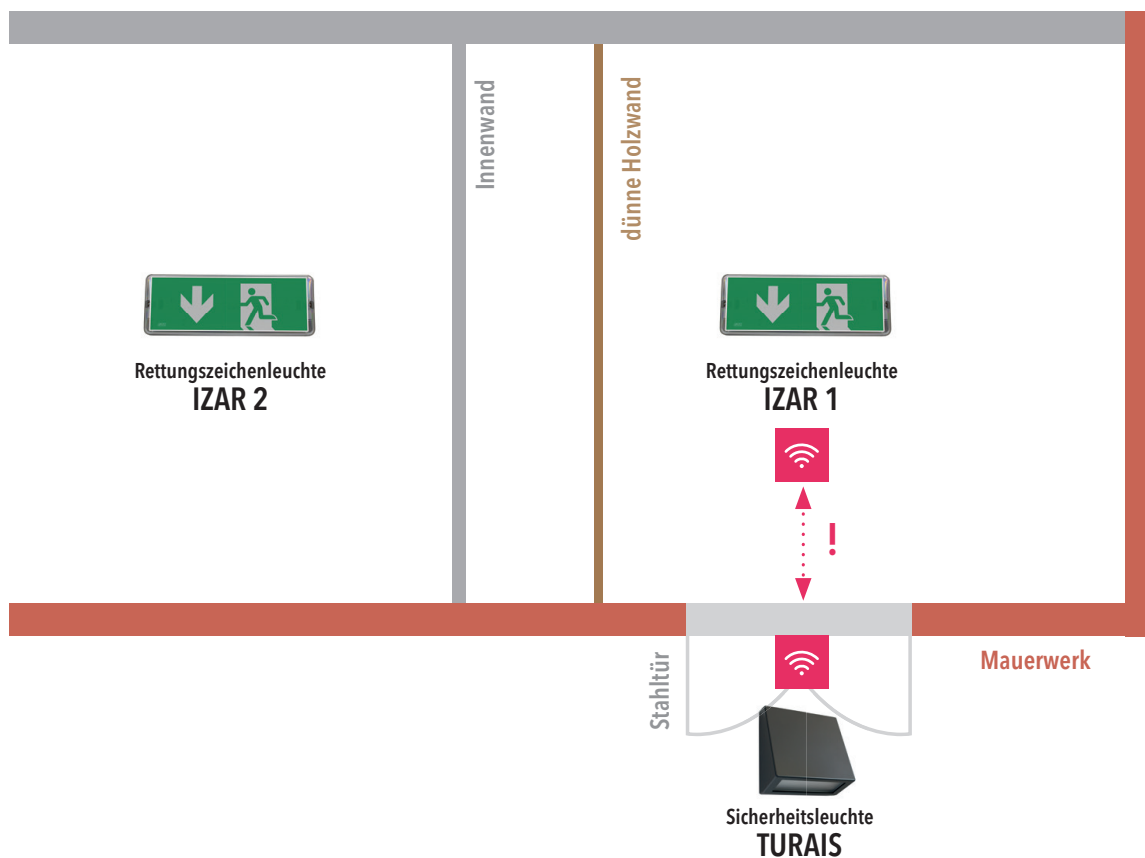 Innenwand
dünne Holzwand
Rettungszeichenleuchte
IZAR 2
Rettungszeichenleuchte
IZAR 1
!
Stahltür
Mauerwerk
Sicherheitsleuchte
TURAIS